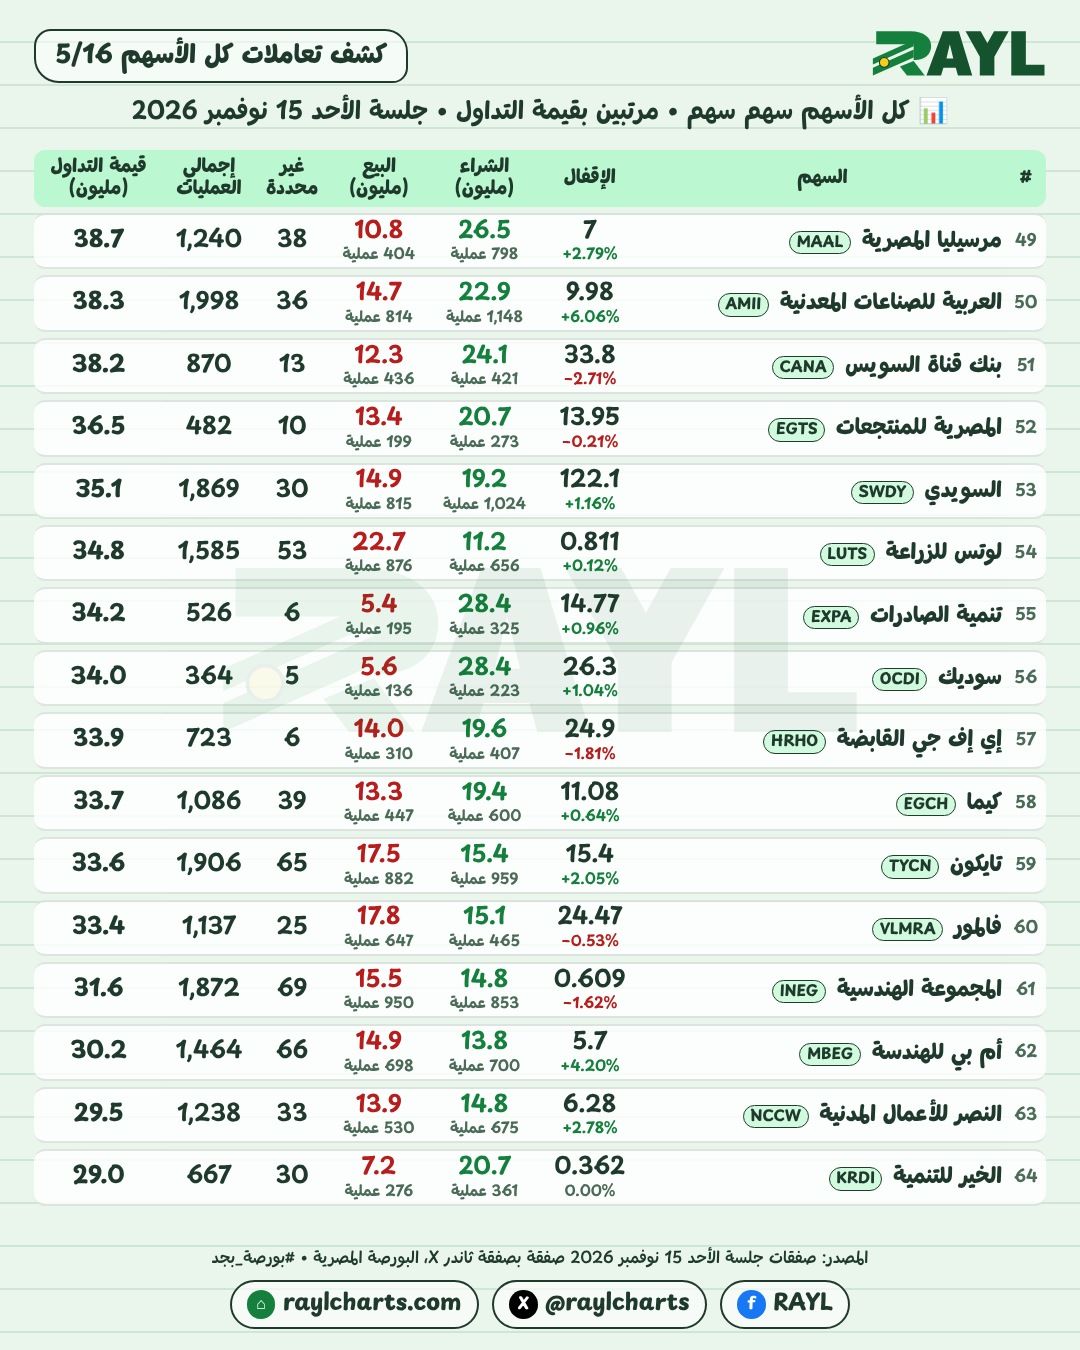 RAYL
كشف تعاملات كل الأسهم 5/16
📊 كل الأسهم سهم سهم • مرتبين بقيمة التداول • جلسة الأحد 15 نوفمبر 2026
# السهم الإقفال الشراء (مليون) البيع (مليون) غير محددة إجمالي العمليات قيمة التداول (مليون)
49 مرسيليا المصرية MAAL 7 26.5 10.8 38 1,240 38.7
+2.79% 798 عملية 404 عملية
50 العربية للصناعات المعدنية AMII 9.98 22.9 14.7 36 1,998 38.3
+6.06% 1,148 عملية 814 عملية
51 بنك قناة السويس CANA 33.8 24.1 12.3 13 870 38.2
-2.71% 421 عملية 436 عملية
52 المصرية للمنتجعات EGTS 13.95 20.7 13.4 10 482 36.5
-0.21% 273 عملية 199 عملية
53 السويدي SWDY 122.1 19.2 14.9 30 1,869 35.1
+1.16% 1,024 عملية 815 عملية
54 لوتس للزراعة LUTS 0.811 11.2 22.7 53 1,585 34.8
+0.12% 656 عملية 876 عملية
55 تنمية الصادرات EXPA 14.77 28.4 5.4 6 526 34.2
+0.96% 325 عملية 195 عملية
56 سوديك OCDI 26.3 28.4 5.6 5 364 34.0
+1.04% 223 عملية 136 عملية
57 إي إف جي القابضة HRHO 24.9 19.6 14.0 6 723 33.9
-1.81% 407 عملية 310 عملية
58 كيما EGCH 11.08 19.4 13.3 39 1,086 33.7
+0.64% 600 عملية 447 عملية
59 تايكون TYCN 15.4 15.4 17.5 65 1,906 33.6
+2.05% 959 عملية 882 عملية
60 فالمور VLMRA 24.47 15.1 17.8 25 1,137 33.4
-0.53% 465 عملية 647 عملية
61 المجموعة الهندسية INEG 0.609 14.8 15.5 69 1,872 31.6
-1.62% 853 عملية 950 عملية
62 أم بي للهندسة MBEG 5.7 13.8 14.9 66 1,464 30.2
+4.20% 700 عملية 698 عملية
63 النصر للأعمال المدنية NCCW 6.28 14.8 13.9 33 1,238 29.5
+2.78% 675 عملية 530 عملية
64 الخير للتنمية KRDI 0.362 20.7 7.2 30 667 29.0
0.00% 361 عملية 276 عملية
المصدر: صفقات جلسة الأحد 15 نوفمبر 2026 صفقة بصفقة ثاندر X، البورصة المصرية • #بورصة_بجد
RAYL @raylcharts raylcharts.com